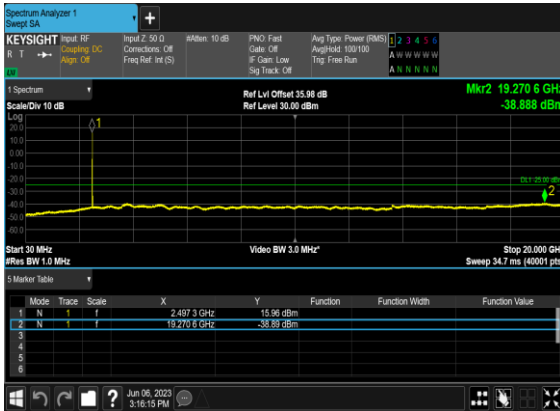 Spectrum Analyzer 1
Swept SA
+
KEYSIGHT Input: RF Input Z: 50 Ω #Atten: 10 dB PNO: Fast Avg Type: Power (RMS) 1 2 3 4 5 6
R T Coupling: DC Corrections: Off Gate: Off Avg|Hold: 100/100 A W W W W W
Align: Off Freq Ref: Int (S) IF Gain: Low Trig: Free Run
Sig Track: Off A N N N N N
1 Spectrum Ref Lvl Offset 35.98 dB Mkr2 19.270 6 GHz
Scale/Div 10 dB Ref Level 30.00 dBm -38.888 dBm
Log
20.0
10.0
0.00
-10.0
-20.0
-30.0
-40.0
-50.0
-60.0
1
DL1 -25.00 dBm
2
Start 30 MHz Video BW 3.0 MHz* Stop 20.000 GHz
#Res BW 1.0 MHz Sweep 34.7 ms (40001 pts)
5 Marker Table
Mode Trace Scale X Y Function Function Width Function Value
1 N 1 f 2.497 3 GHz 15.96 dBm
2 N 1 f 19.270 6 GHz -38.89 dBm
3
4
5
6
? Jun 06, 2023
3:16:15 PM